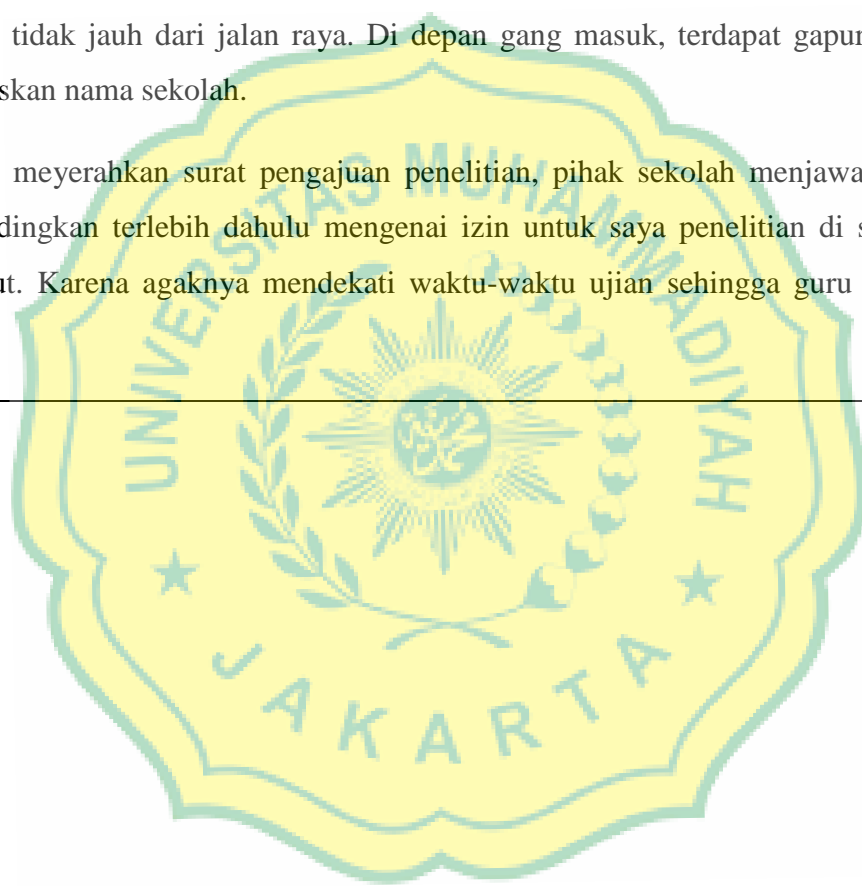 tidak jauh dari jalan raya. Di depan gang masuk, terdapat gapur
skan nama sekolah.
meyerahkan surat pengajuan penelitian, pihak sekolah menjawa
dingkan terlebih dahulu mengenai izin untuk saya penelitian di s
ut. Karena agaknya mendekati waktu-waktu ujian sehingga guru
UNIVERSITAS MUHAMMADIYAH
JAKARTA